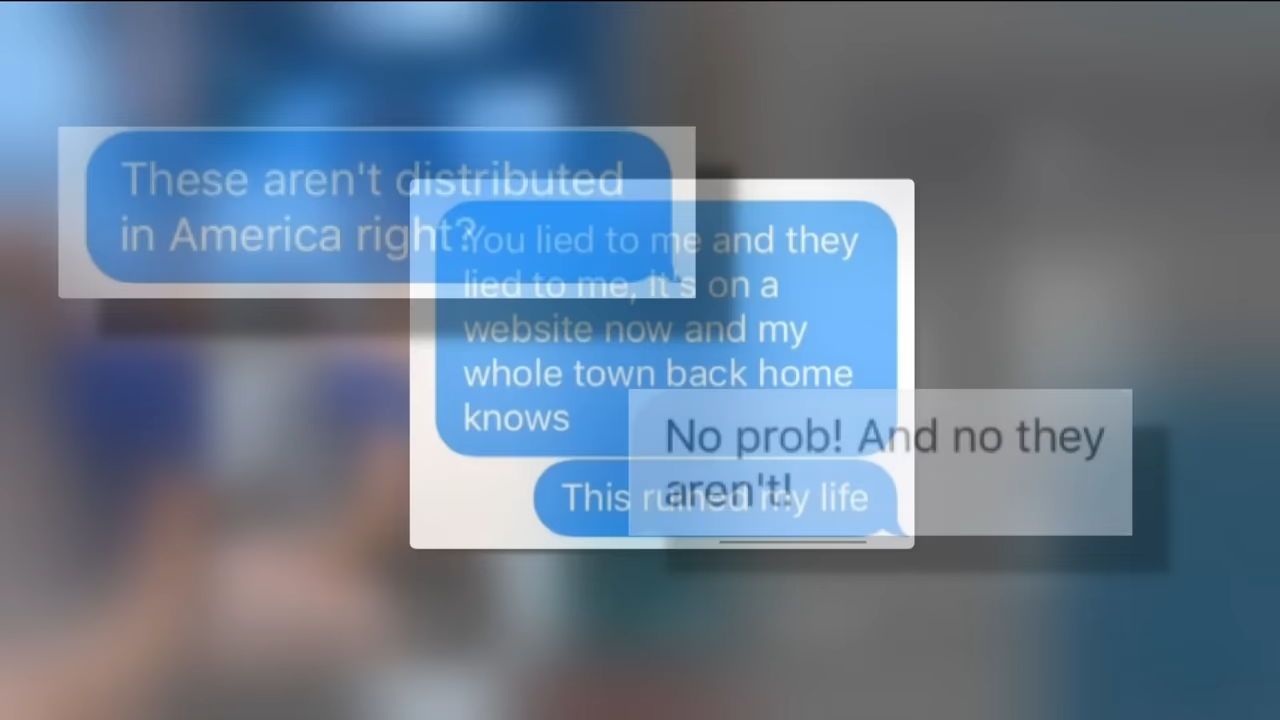 These aren't distributed
in America right?
You lied to me and they
lied to me, it's on a
website now and my
whole town back home
knows
This ruined my life
No prob! And no they
aren't!